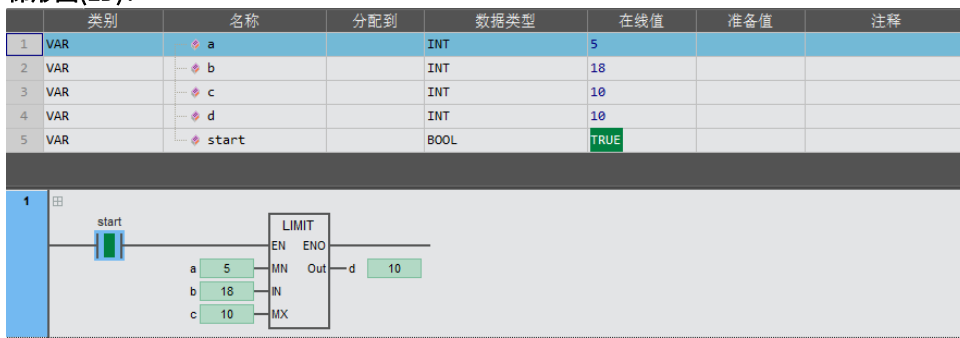 类别 名称 分配到 数据类型 在线值 准备值 注释
1 VAR a INT 5
2 VAR b INT 18
3 VAR c INT 10
4 VAR d INT 10
5 VAR start BOOL TRUE
1
start
LIMIT
EN ENO
a 5 MN Out d 10
b 18 IN
c 10 MX